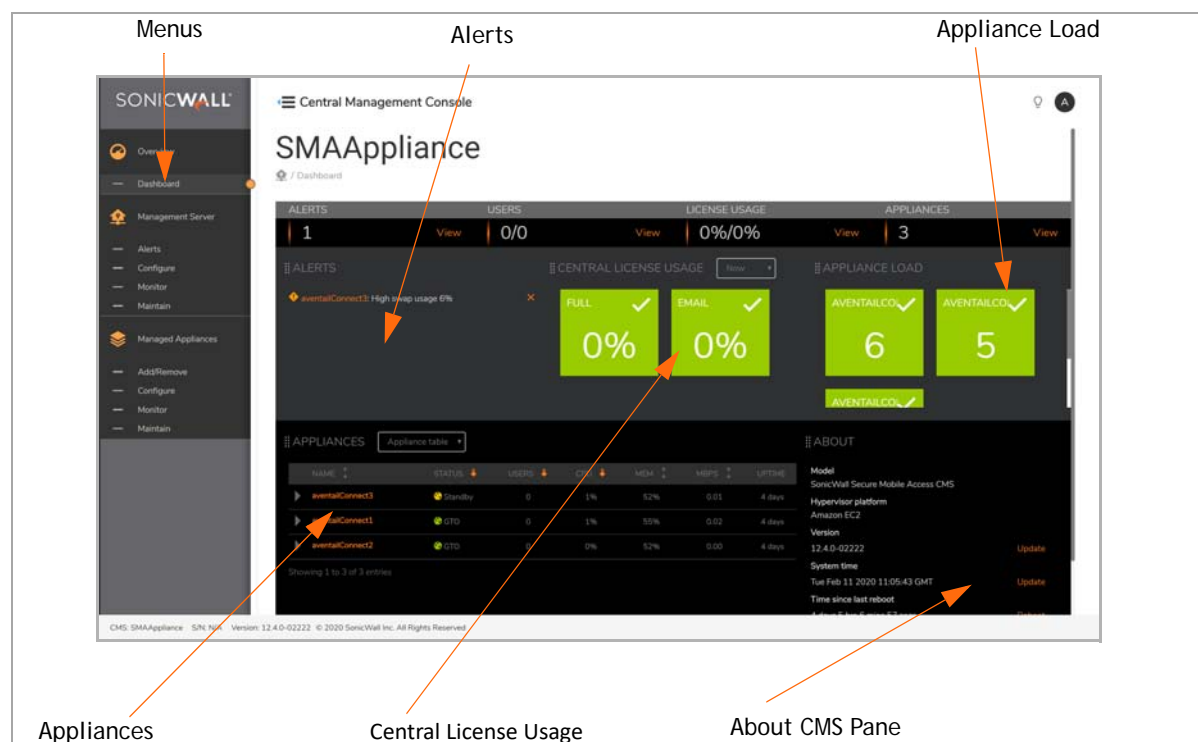 Menus
Alerts
Appliance Load
SONICWALL
Central Management Console
A
SMAAppliance
/ Dashboard
Overview
Dashboard
Management Server
Alerts
Configure
Monitor
Maintain
Managed Appliances
Add/Remove
Configure
Monitor
Maintain
ALERTS USERS LICENSE USAGE APPLIANCES
1 View 0/0 View 0%/0% View 3 View
ALERTS
aventailConnect3: High swap usage 6%
CENTRAL LICENSE USAGE Now
FULL EMAIL
0% 0%
APPLIANCE LOAD
AVENTAILCO AVENTAILCO
6 5
AVENTAILCO
APPLIANCES Appliance table
NAME STATUS USERS CPU MEM MBPS UPTIME
aventailConnect3 Standby 0 1% 52% 0.01 4 days
aventailConnect1 GTO 0 1% 55% 0.02 4 days
aventailConnect2 GTO 0 0% 52% 0.00 4 days
Showing 1 to 3 of 3 entries
ABOUT
Model
SonicWall Secure Mobile Access CMS
Hypervisor platform
Amazon EC2
Version
12.4.0-02222 Update
System time
Tue Feb 11 2020 11:05:43 GMT Update
Time since last reboot
CMS: SMAAppliance S/N: N/A Version: 12.4.0-02222 © 2020 SonicWall Inc. All Rights Reserved
Appliances
Central License Usage
About CMS Pane